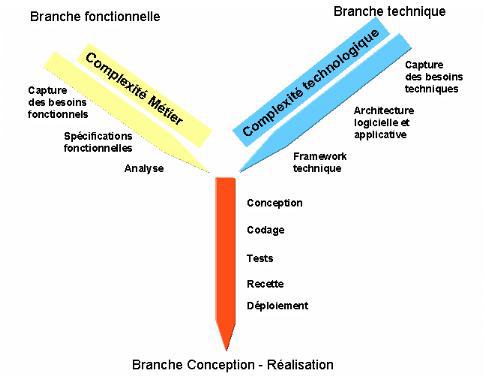 Branche fonctionnelle
Branche technique
Complexité Métier
Complexité technologique
Capture
des besoins
fonctionnels
Spécifications
fonctionnelles
Analyse
Capture
des besoins
techniques
Architecture
logicielle et
applicative
Framework
technique
Conception
Codage
Tests
Recette
Déploiement
Branche Conception - Réalisation